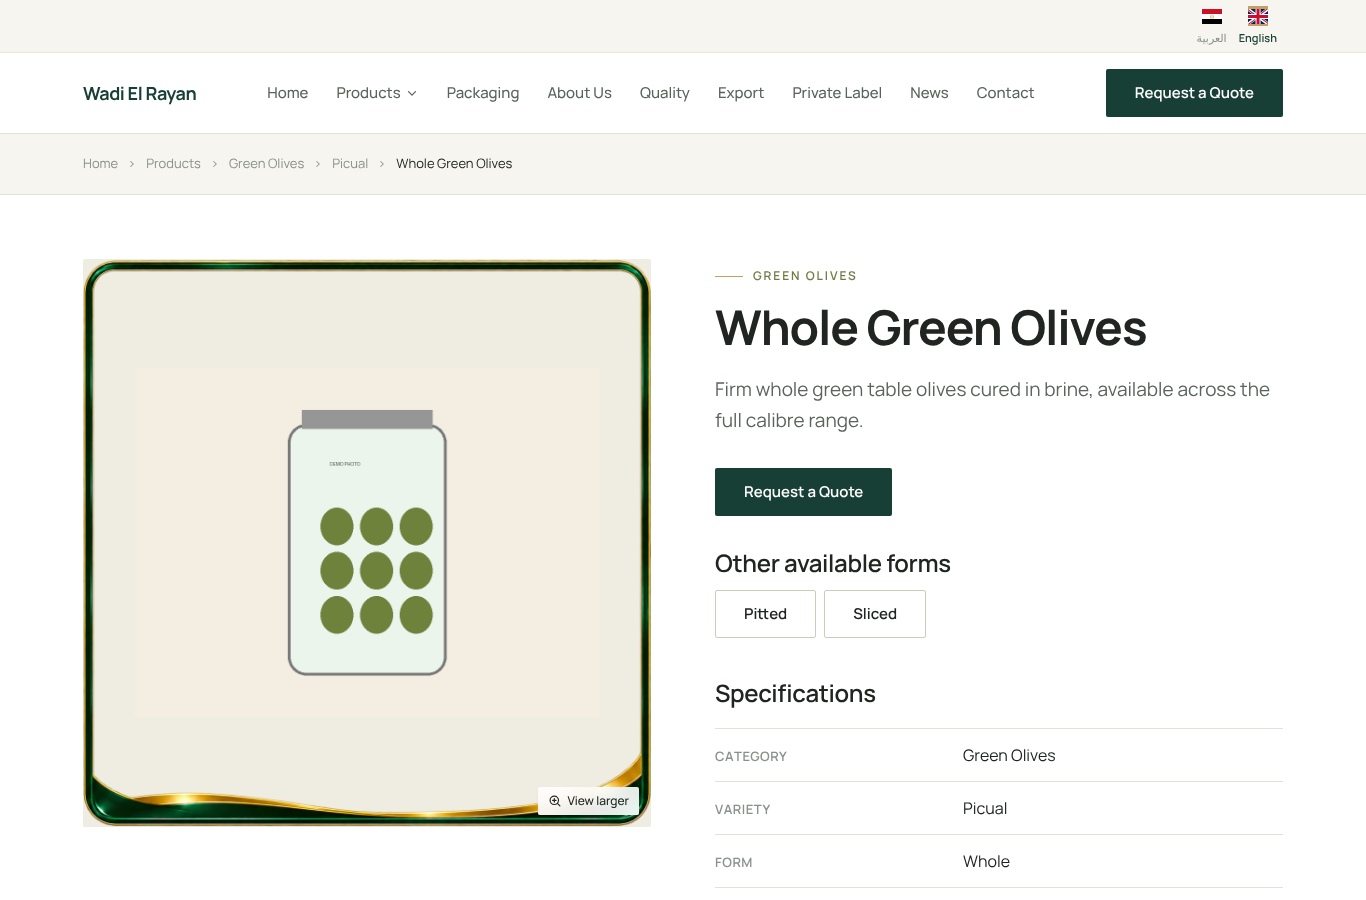 العربية
English
Wadi El Rayan
Home
Products
Packaging
About Us
Quality
Export
Private Label
News
Contact
Request a Quote
Home > Products > Green Olives > Picual > Whole Green Olives
DEMO PHOTO
View larger
GREEN OLIVES
Whole Green Olives
Firm whole green table olives cured in brine, available across the
full calibre range.
Request a Quote
Other available forms
Pitted
Sliced
Specifications
CATEGORY Green Olives
VARIETY Picual
FORM Whole